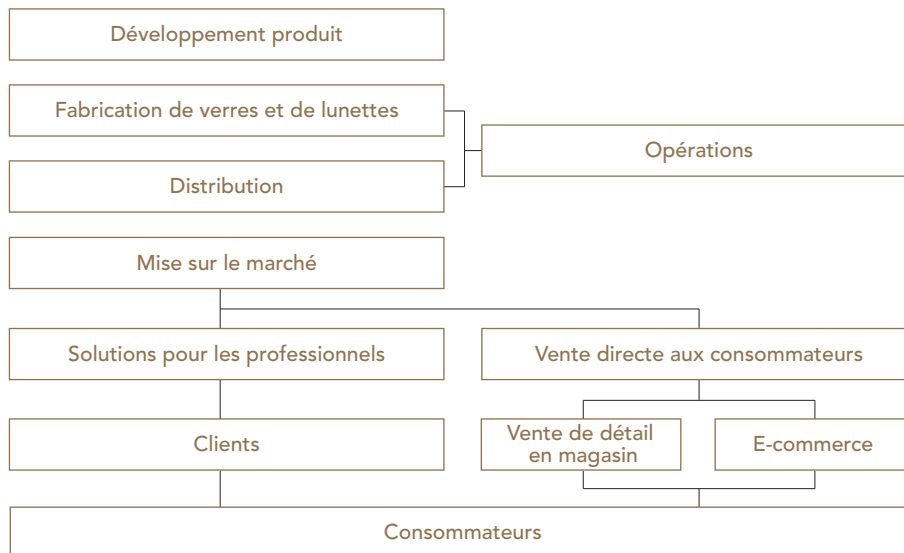 Développement produit
Fabrication de verres et de lunettes
Opérations
Distribution
Mise sur le marché
Solutions pour les professionnels
Vente directe aux consommateurs
Clients
Vente de détail
en magasin
E-commerce
Consommateurs